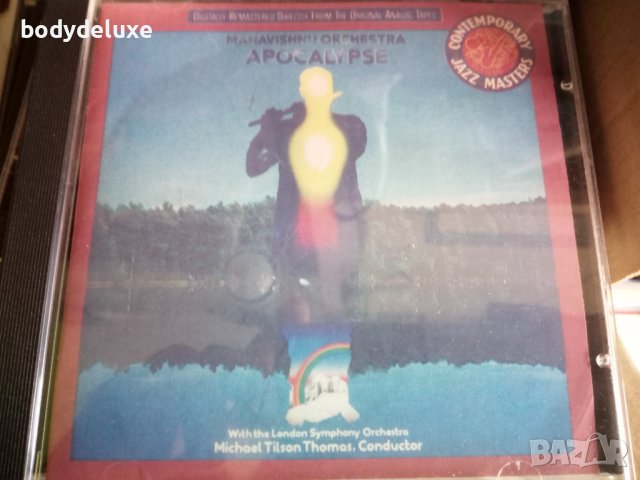 bodydeluxe
DIGITALLY REMASTERED DIRECTLY FROM THE ORIGINAL ANALOG TAPES
MAHAVISHNU ORCHESTRA
APOCALYPSE
CONTEMPORARY
JAZZ MASTERS
With the London Symphony Orchestra
Michael Tilson Thomas, Conductor
BAZAR